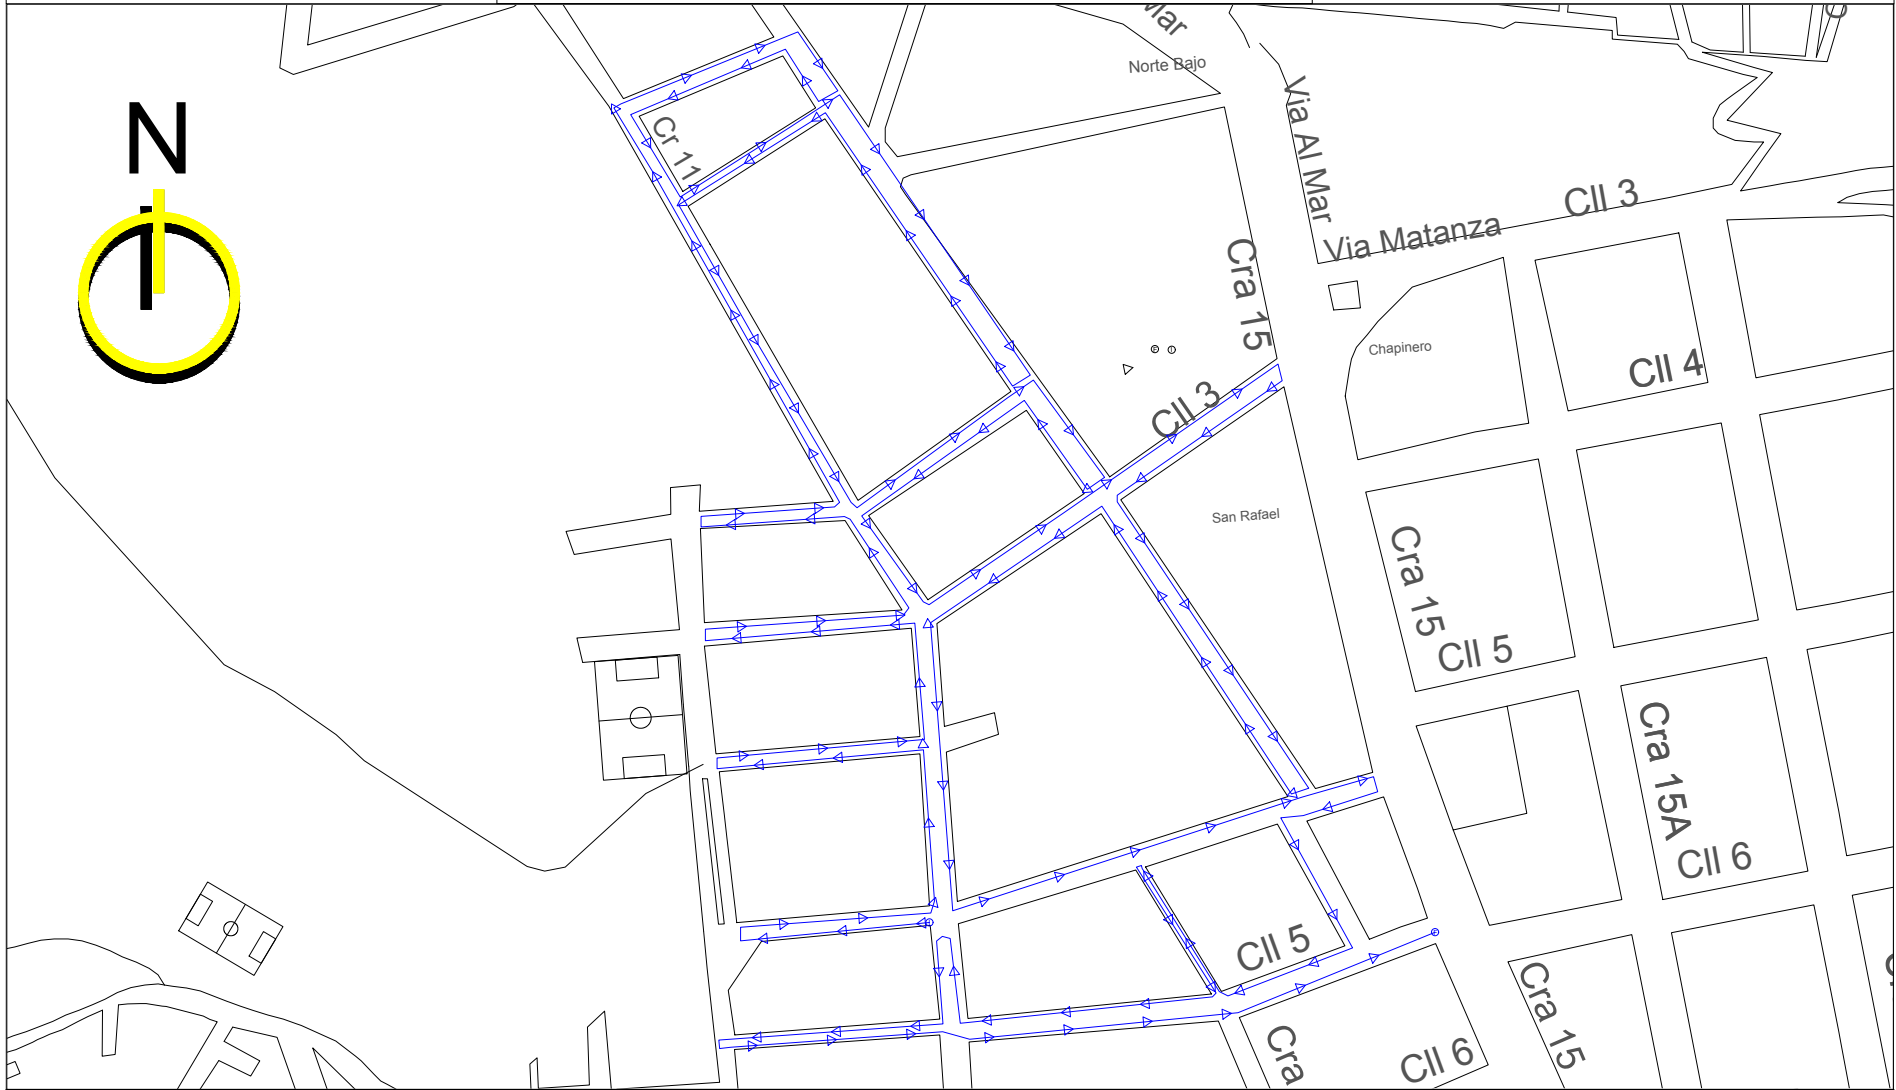 Mar
Norte Bajo
N
Cr 11
Via Al Mar
Cll 3
Via Matanza
Cra 15
Chapinero
Cll 4
Cll 3
San Rafael
Cra 15
Cll 5
Cra 15A
Cll 6
Cll 5
Cra 15
Cra
Cll 6